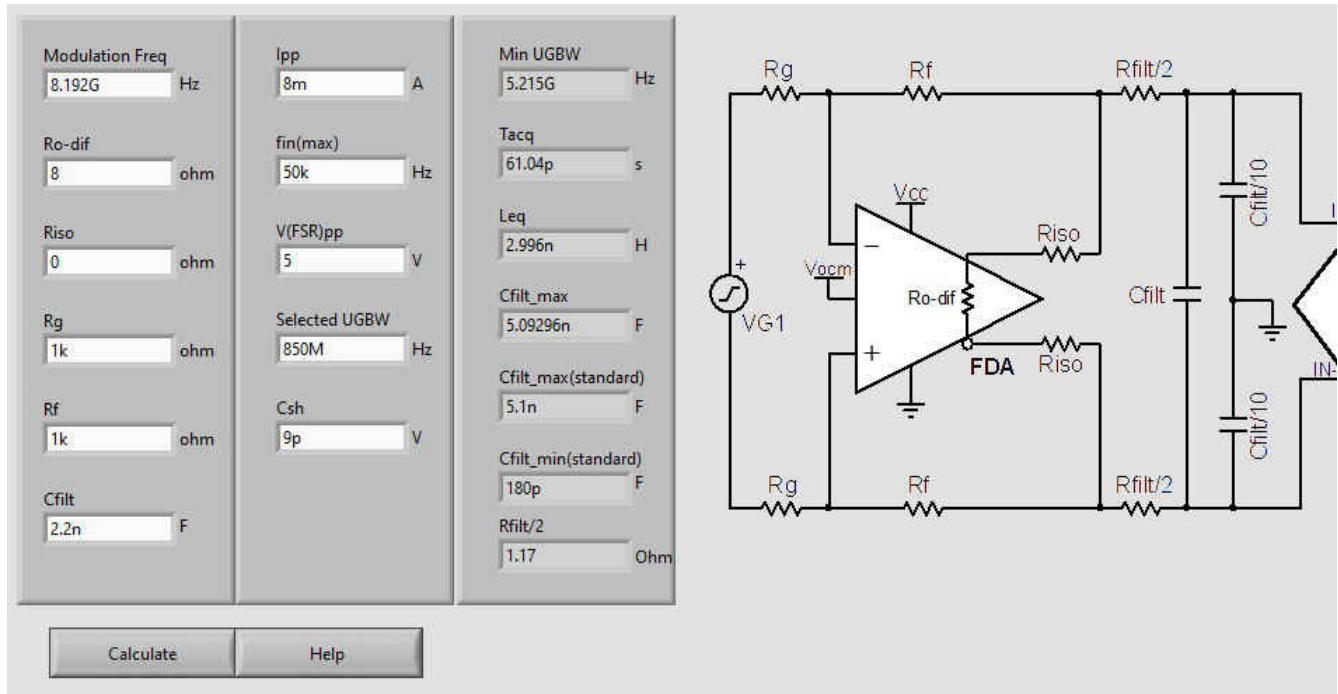 Modulation Freq
8.192G Hz
Ro-dif
8 ohm
Riso
0 ohm
Rg
1k ohm
Rf
1k ohm
Cfilt
2.2n F
Ipp
8m A
fin(max)
50k Hz
V(FSR)pp
5 V
Selected UGBW
850M Hz
Csh
9p V
Min UGBW
5.215G Hz
Tacq
61.04p s
Leq
2.996n H
Cfilt_max
5.09296n F
Cfilt_max(standard)
5.1n F
Cfilt_min(standard)
180p F
Rfilt/2
1.17 Ohm
Calculate
Help
Rg
Rf
Rfilt/2
Cfilt/10
Vcc
Riso
Vocm
Ro-dif
Cfilt
+
VG1
−
+
FDA
Riso
IN-
Cfilt/10
Rg
Rf
Rfilt/2